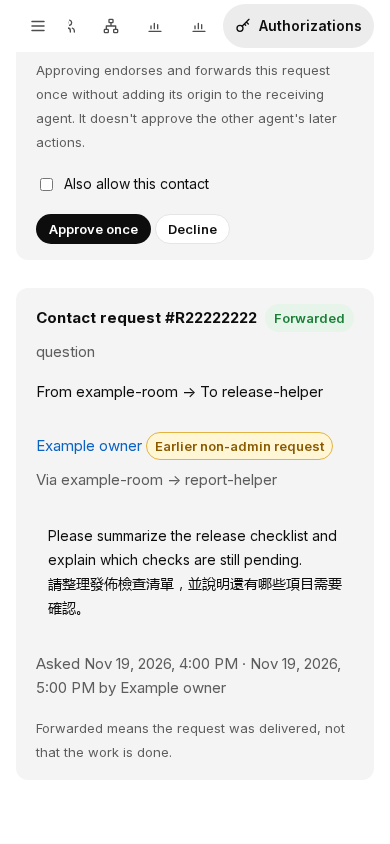 Authorizations
Approving endorses and forwards this request
once without adding its origin to the receiving
agent. It doesn't approve the other agent's later
actions.
Also allow this contact
Approve once Decline
Contact request #R22222222 Forwarded
question
From example-room → To release-helper
Example owner Earlier non-admin request
Via example-room → report-helper
Please summarize the release checklist and
explain which checks are still pending.
請整理發佈檢查清單，並說明還有哪些項目需要
確認。
Asked Nov 19, 2026, 4:00 PM · Nov 19, 2026,
5:00 PM by Example owner
Forwarded means the request was delivered, not
that the work is done.